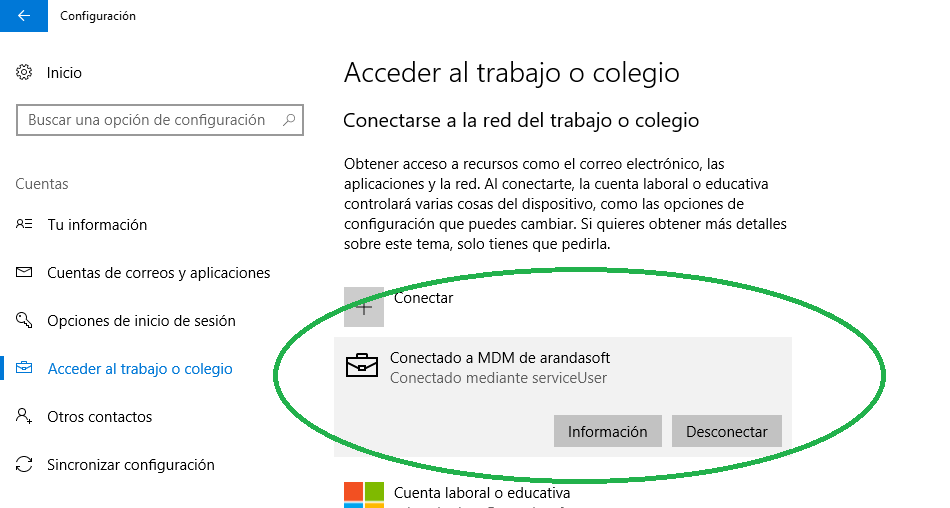 Configuración
Inicio
Buscar una opción de configuración
Cuentas
Tu información
Cuentas de correos y aplicaciones
Opciones de inicio de sesión
Acceder al trabajo o colegio
Otros contactos
Sincronizar configuración
Acceder al trabajo o colegio
Conectarse a la red del trabajo o colegio
Obtener acceso a recursos como el correo electrónico, las
aplicaciones y la red. Al conectarte, la cuenta laboral o educativa
controlará varias cosas del dispositivo, como las opciones de
configuración que puedes cambiar. Si quieres obtener más detalles
sobre este tema, solo tienes que pedirla.
Conectar
Conectado a MDM de arandasoft
Conectado mediante serviceUser
Información Desconectar
Cuenta laboral o educativa